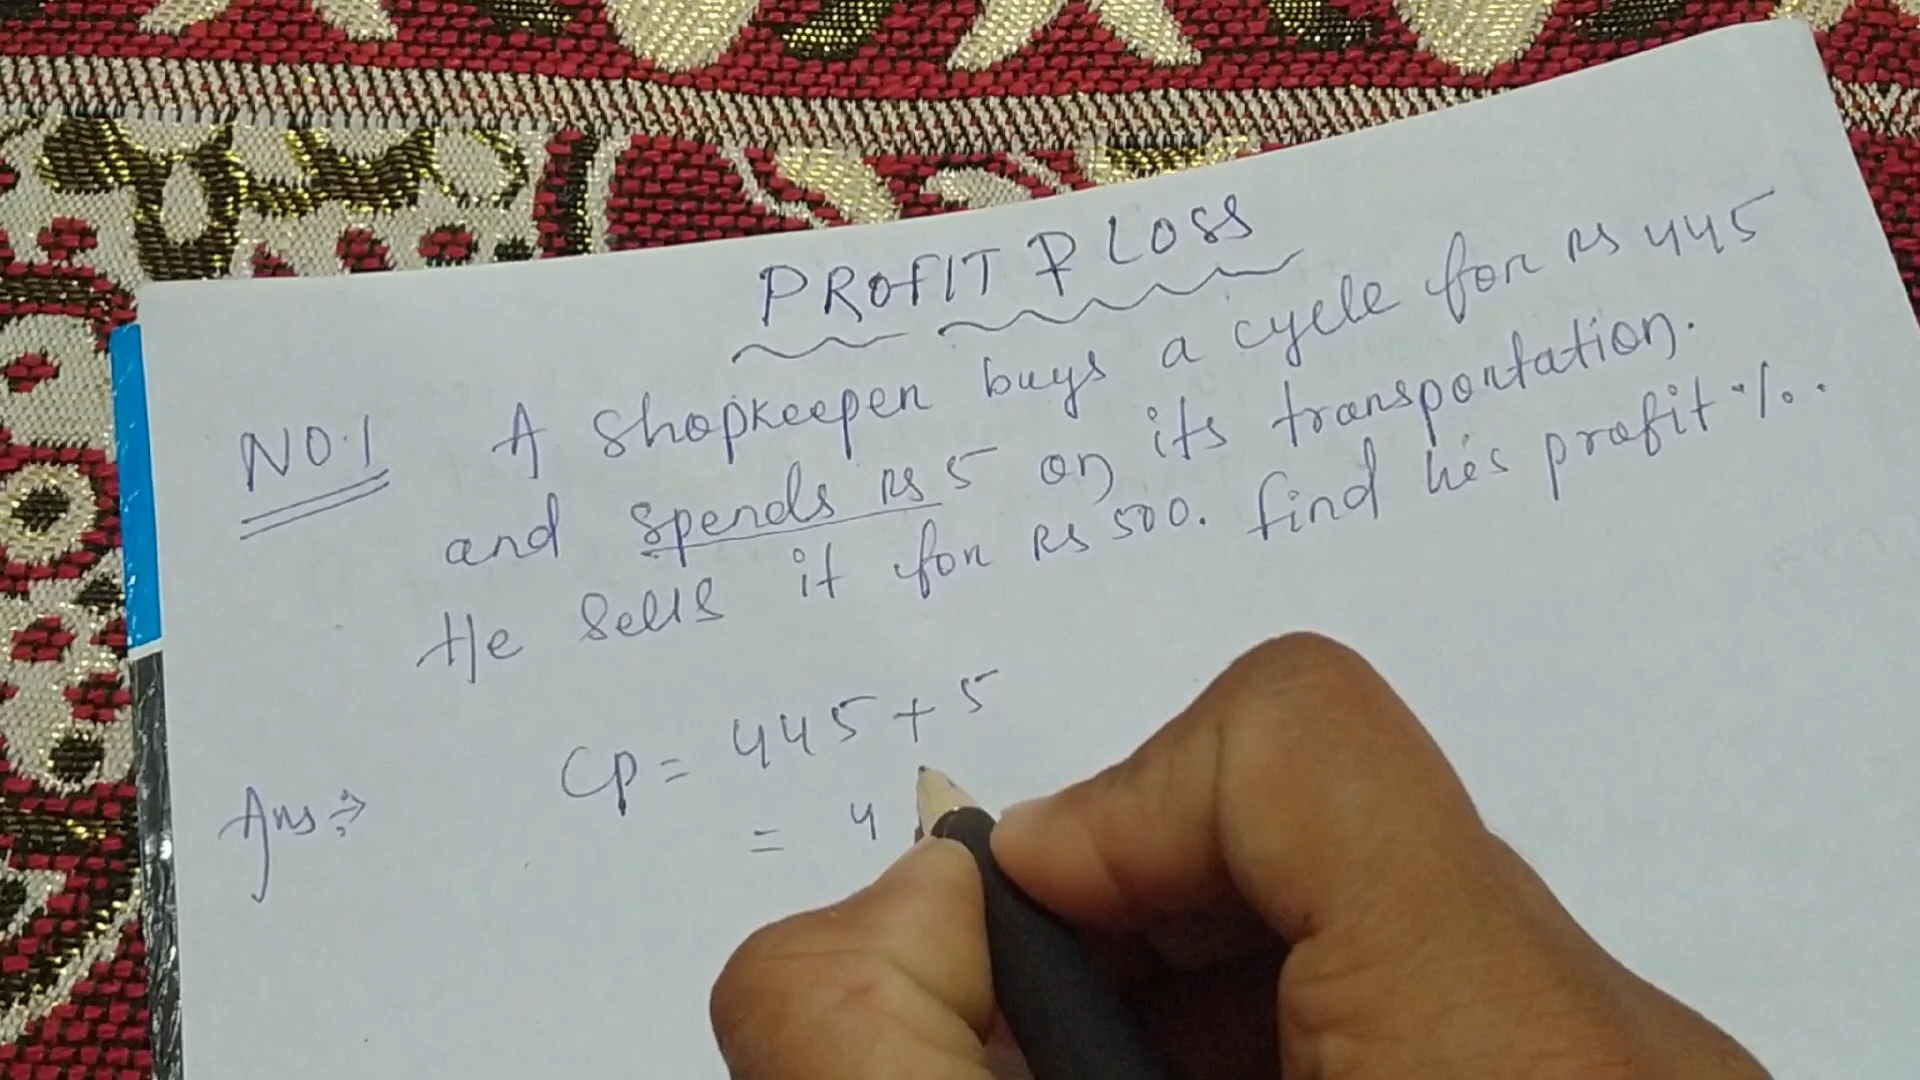 PROFIT & LOSS
NO.1 A Shopkeeper buys a cycle for Rs 445
and spends Rs 5 on its transportation.
He sells it for Rs 500. find his profit %.
Ans :→ CP = 445 + 5
= 4